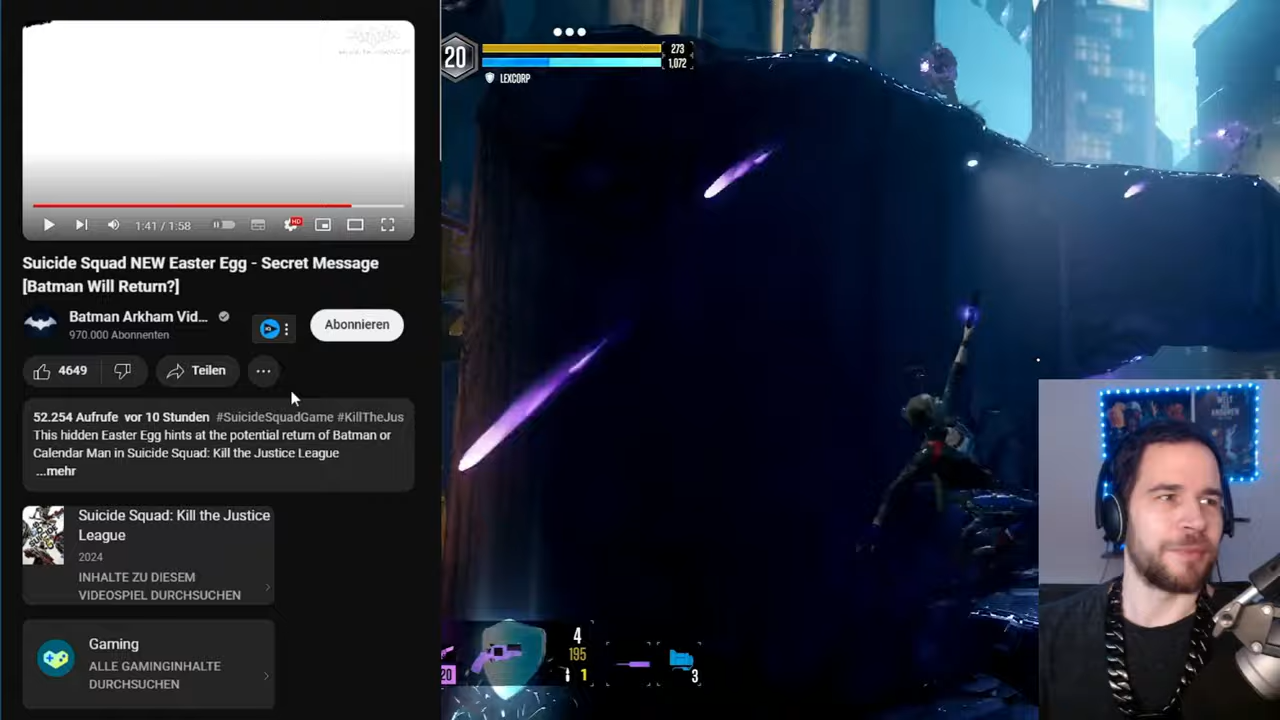 1:41 / 1:58
HD
Suicide Squad NEW Easter Egg - Secret Message
[Batman Will Return?]
Batman Arkham Vid...
970.000 Abonnenten
Abonnieren
4649
Teilen
52.254 Aufrufe vor 10 Stunden #SuicideSquadGame #KillTheJus
This hidden Easter Egg hints at the potential return of Batman or
Calendar Man in Suicide Squad: Kill the Justice League
...mehr
Suicide Squad: Kill the Justice
League
2024
INHALTE ZU DIESEM
VIDEOSPIEL DURCHSUCHEN
Gaming
ALLE GAMINGINHALTE
DURCHSUCHEN
20
273
1,072
LEXCORP
20
4
195
1
3